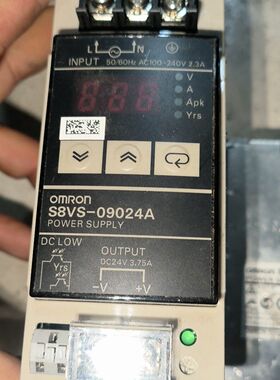 L N
INPUT 50/60Hz AC100-240V 2.3A
V
A
Apk
Yrs
OMRON
S8VS-09024A
POWER SUPPLY
DC LOW
Yrs
OUTPUT
DC24V 3.75A
-V +V